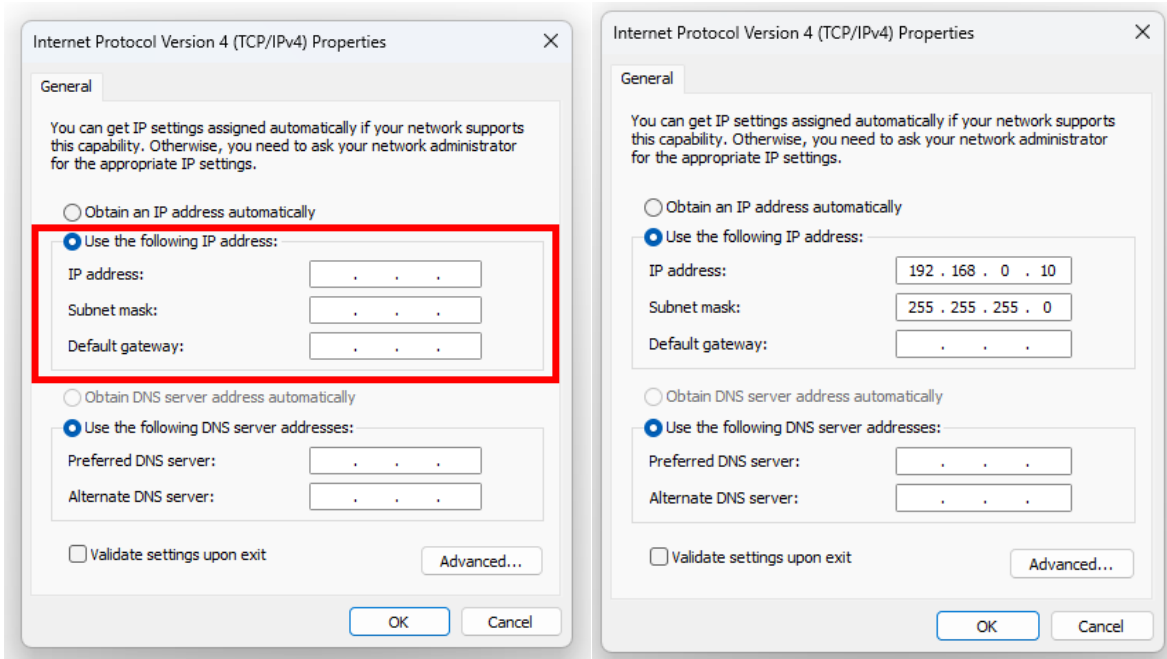 Internet Protocol Version 4 (TCP/IPv4) Properties
General
You can get IP settings assigned automatically if your network supports
this capability. Otherwise, you need to ask your network administrator
for the appropriate IP settings.
Obtain an IP address automatically
Use the following IP address:
IP address: . . .
Subnet mask: . . .
Default gateway: . . .
Obtain DNS server address automatically
Use the following DNS server addresses:
Preferred DNS server: . . .
Alternate DNS server: . . .
Validate settings upon exit
Advanced...
OK Cancel
Internet Protocol Version 4 (TCP/IPv4) Properties
General
You can get IP settings assigned automatically if your network supports
this capability. Otherwise, you need to ask your network administrator
for the appropriate IP settings.
Obtain an IP address automatically
Use the following IP address:
IP address: 192 . 168 . 0 . 10
Subnet mask: 255 . 255 . 255 . 0
Default gateway: . . .
Obtain DNS server address automatically
Use the following DNS server addresses:
Preferred DNS server: . . .
Alternate DNS server: . . .
Validate settings upon exit
Advanced...
OK Cancel